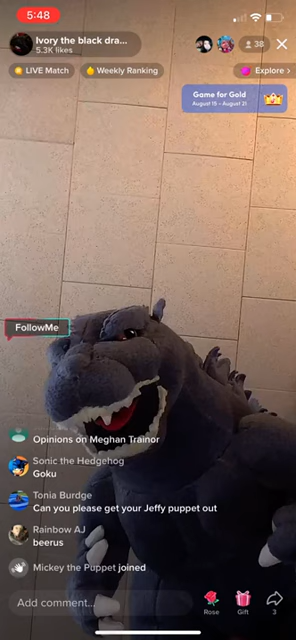 5:48
Ivory the black dra...
5.3K likes
38
LIVE Match
Weekly Ranking
Explore >
Game for Gold
August 15 – August 21
FollowMe
Opinions on Meghan Trainor
Sonic the Hedgehog
Goku
Tonia Burdge
Can you please get your Jeffy puppet out
Rainbow AJ
beerus
Mickey the Puppet joined
Add comment...
Rose
Gift
3